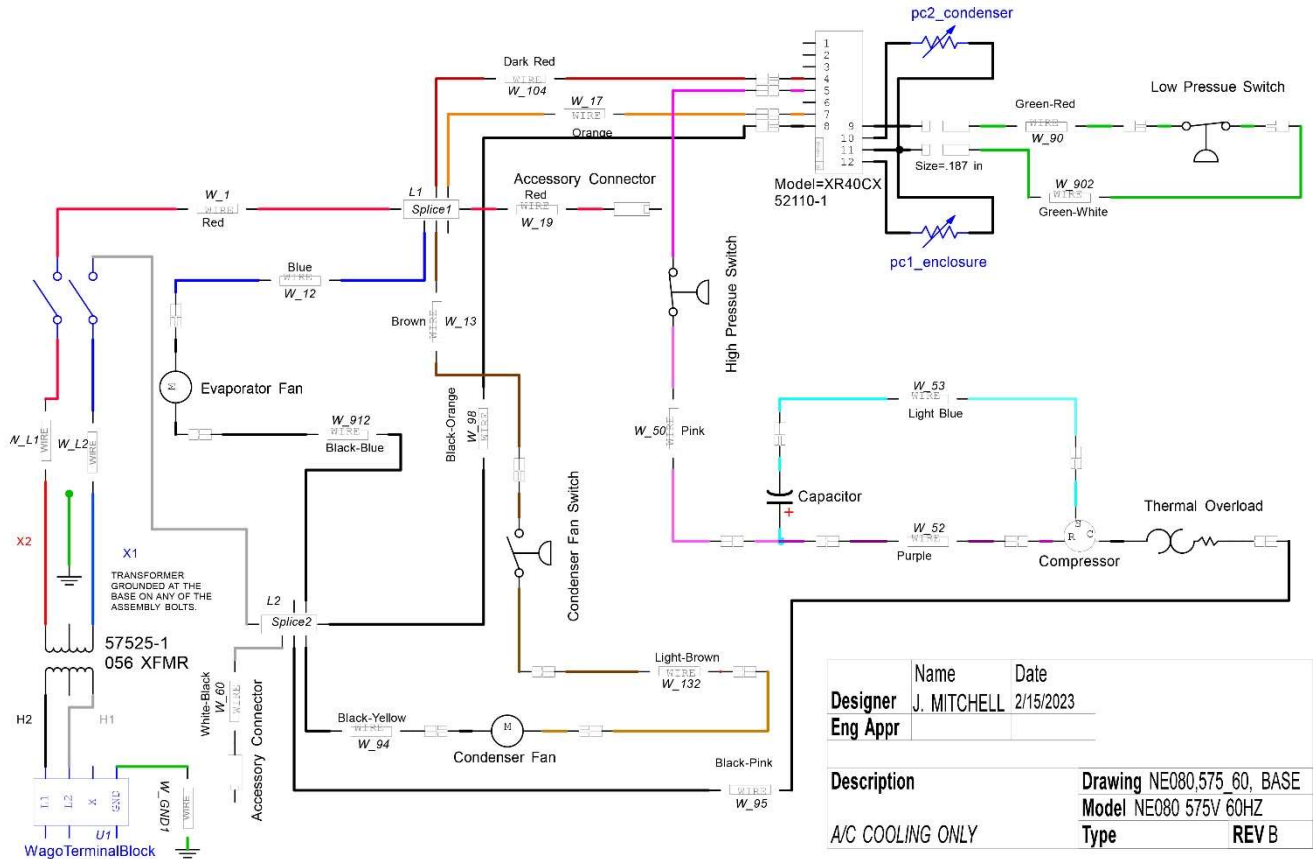 pc2_condenser
1
2
3
4
5
6
7
8
9
10
11
12
Dark Red
WIRE
W_104
W_17
WIRE
Orange
Green-Red
WIRE
W_90
Low Pressue Switch
Size=.187 in
W_902
WIRE
Green-White
Model=XR40CX
52110-1
pc1_enclosure
W_1
WIRE
Red
L1
Splice1
Accessory Connector
Red
WIRE
W_19
Blue
WIRE
W_12
Brown
WIRE
W_13
High Pressue Switch
M
Evaporator Fan
W_912
WIRE
Black-Blue
Black-Orange
W_98
WIRE
W_50
WIRE
Pink
W_53
WIRE
Light Blue
W_L1
WIRE
W_L2
WIRE
Capacitor
+
W_52
WIRE
Purple
S
R
C
Compressor
Thermal Overload
Condenser Fan Switch
X2
X1
TRANSFORMER
GROUNDED AT THE
BASE ON ANY OF THE
ASSEMBLY BOLTS.
57525-1
056 XFMR
L2
Splice2
White-Black
W_60
WIRE
Accessory Connector
Light-Brown
WIRE
W_132
Black-Yellow
WIRE
W_94
M
Condenser Fan
Black-Pink
WIRE
W_95
H2
H1
L1
L2
X
GND
U1
WagoTerminalBlock
W_GND1
WIRE
Name Date
Designer J. MITCHELL 2/15/2023
Eng Appr
Description Drawing NE080,575_60, BASE
Model NE080 575V 60HZ
A/C COOLING ONLY Type REV B